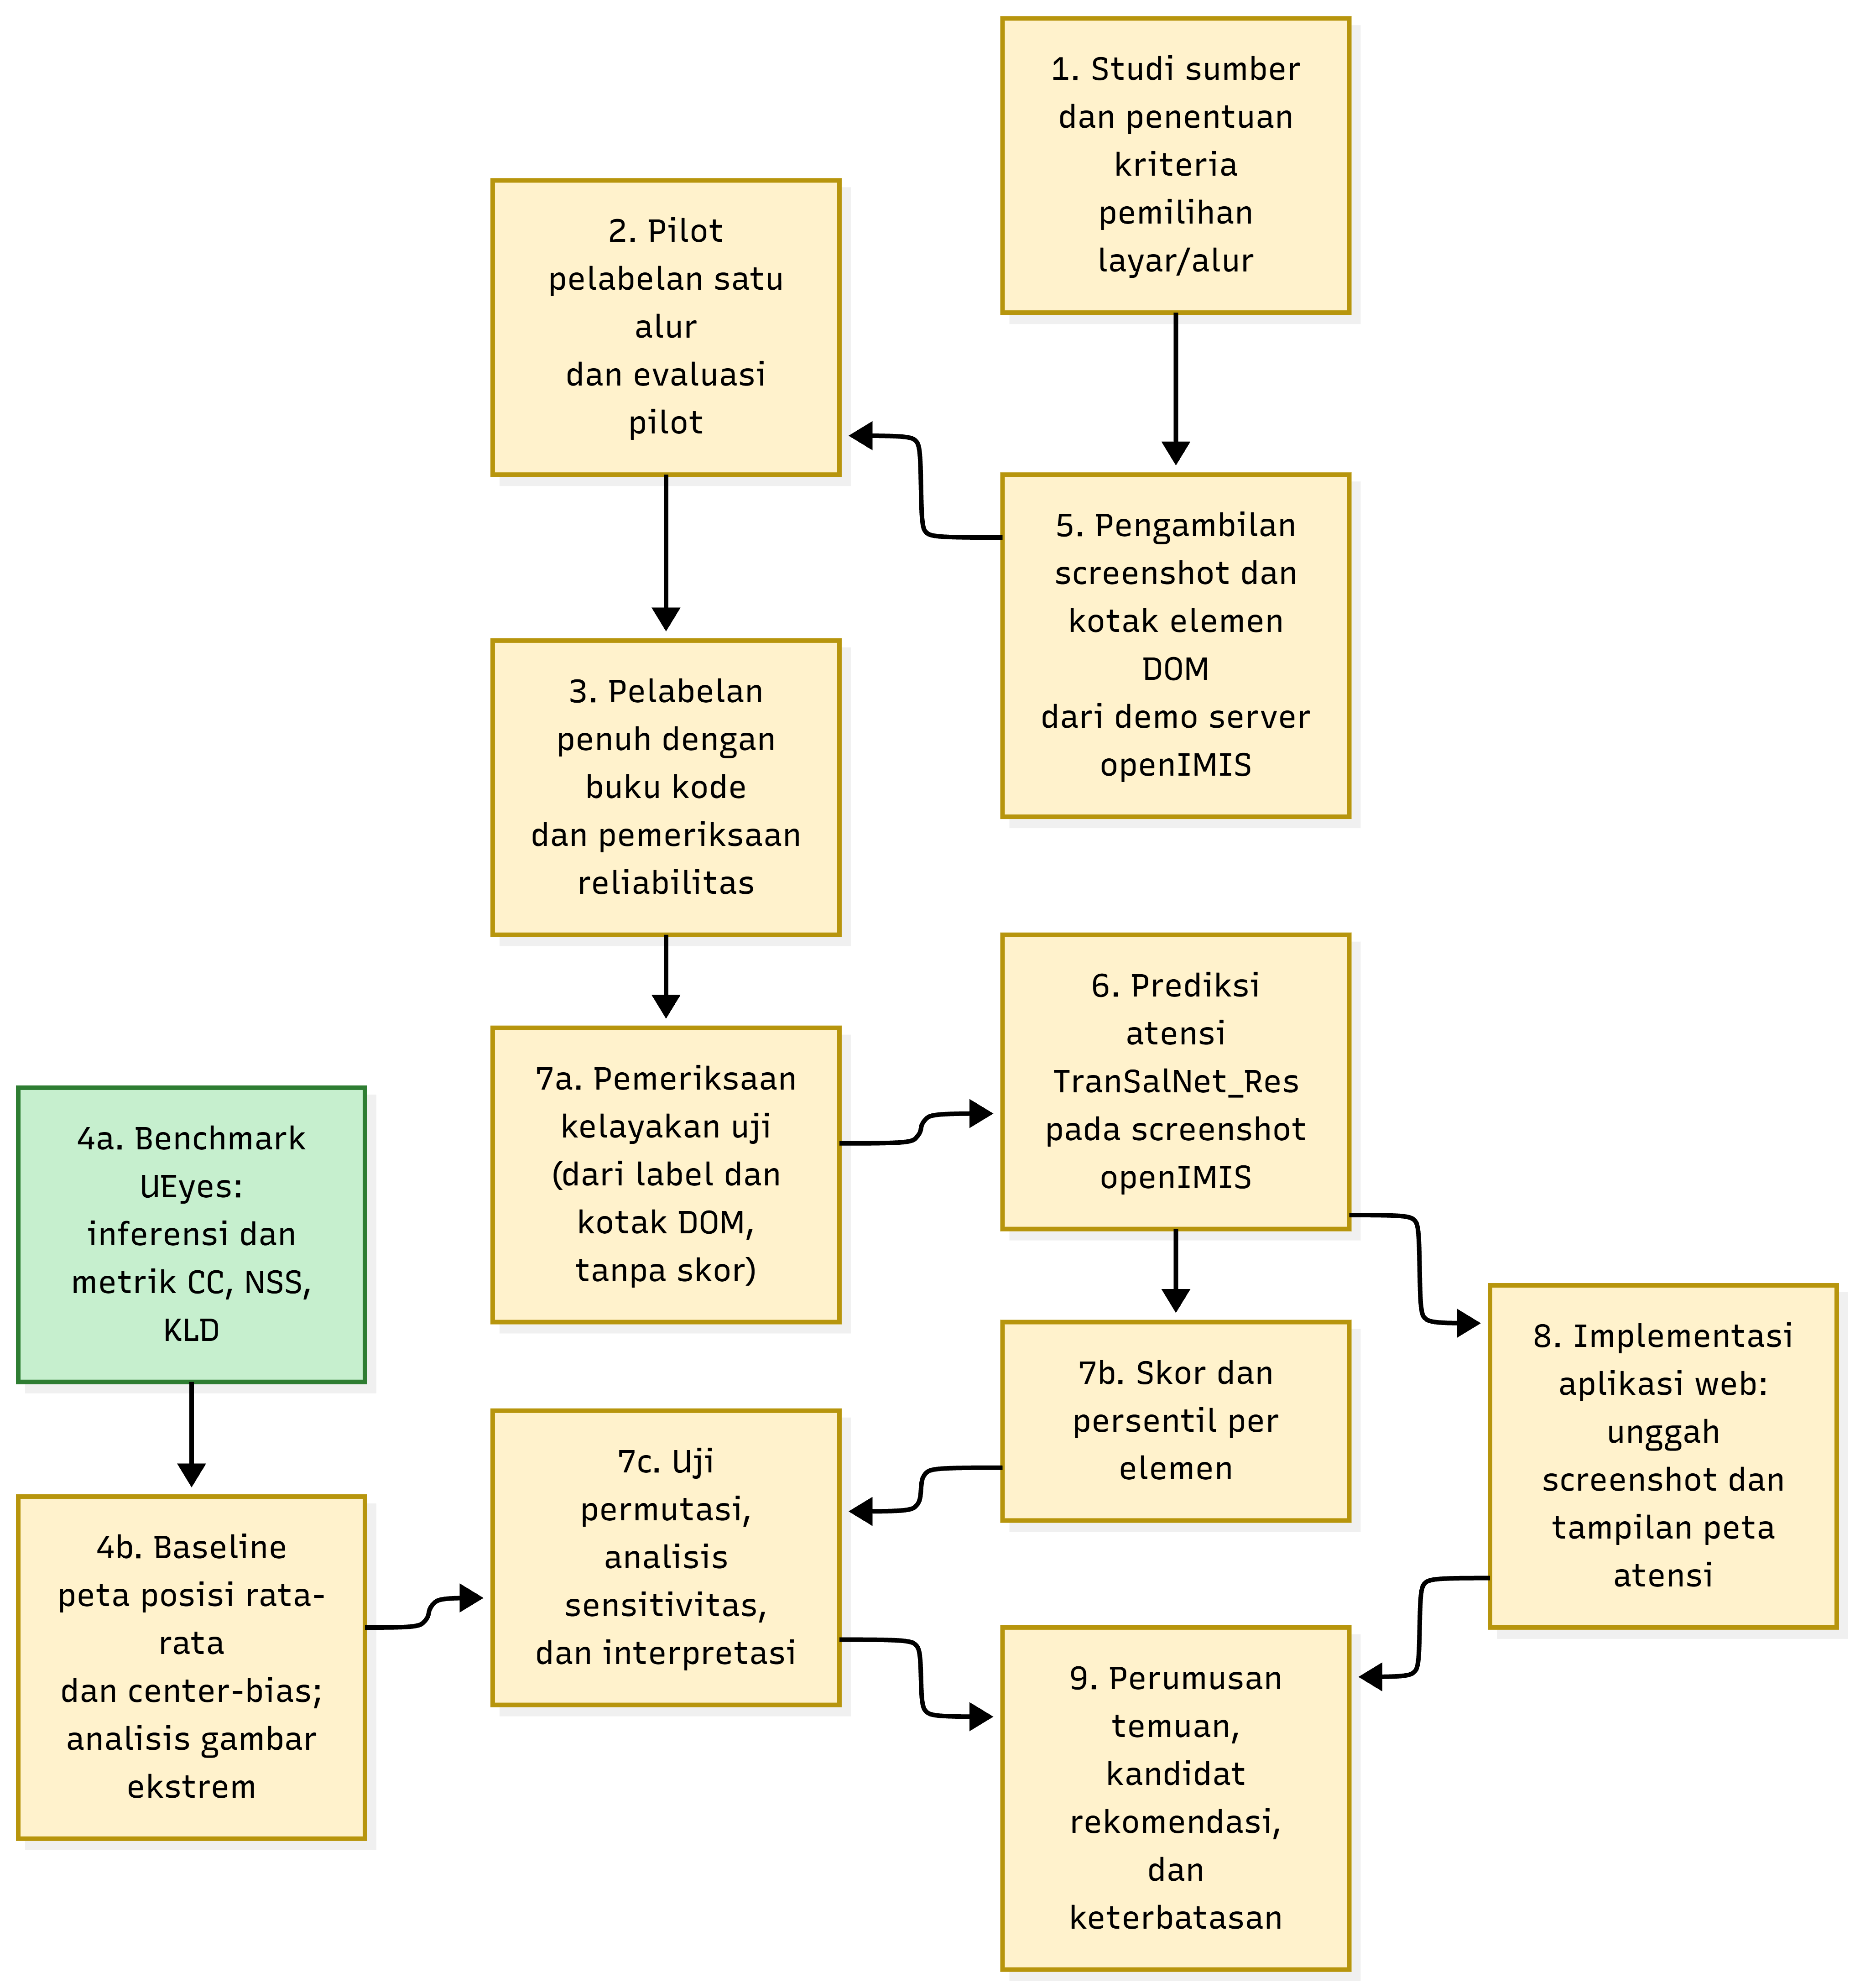 1. Studi sumber
dan penentuan
kriteria
pemilihan
layar/alur
2. Pilot
pelabelan satu
alur
dan evaluasi
pilot
5. Pengambilan
screenshot dan
kotak elemen
DOM
dari demo server
openIMIS
3. Pelabelan
penuh dengan
buku kode
dan pemeriksaan
reliabilitas
6. Prediksi
atensi
TranSalNet_Res
pada screenshot
openIMIS
7a. Pemeriksaan
kelayakan uji
(dari label dan
kotak DOM,
tanpa skor)
4a. Benchmark
UEyes:
inferensi dan
metrik CC, NSS,
KLD
8. Implementasi
aplikasi web:
unggah
screenshot dan
tampilan peta
atensi
7b. Skor dan
persentil per
elemen
7c. Uji
permutasi,
analisis
sensitivitas,
dan interpretasi
4b. Baseline
peta posisi rata-
rata
dan center-bias;
analisis gambar
ekstrem
9. Perumusan
temuan,
kandidat
rekomendasi,
dan
keterbatasan